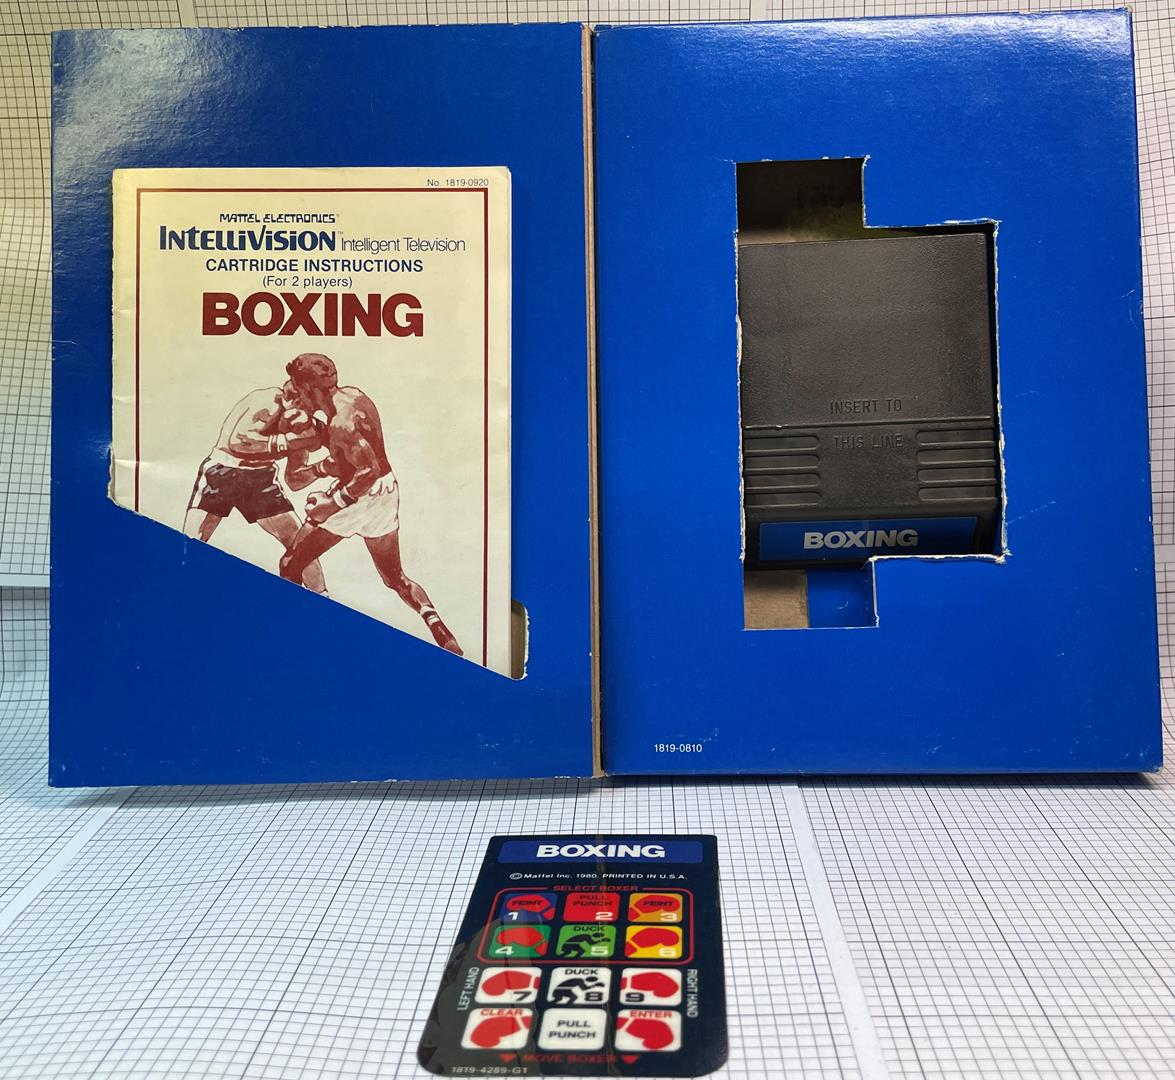 No. 1819-0920
MATTEL ELECTRONICS™
INTELLIVISION™ Intelligent Television
CARTRIDGE INSTRUCTIONS
(For 2 players)
BOXING
INSERT TO
THIS LINE
BOXING
1819-0810
BOXING
©Mattel Inc. 1980. PRINTED IN U.S.A.
SELECT BOXER
FEINT 1
PULL PUNCH 2
FEINT 3
4
DUCK 5
6
LEFT HAND
7
DUCK 8
9
RIGHT HAND
CLEAR
PULL PUNCH
ENTER
MOVE BOXER
1819-4289-G1